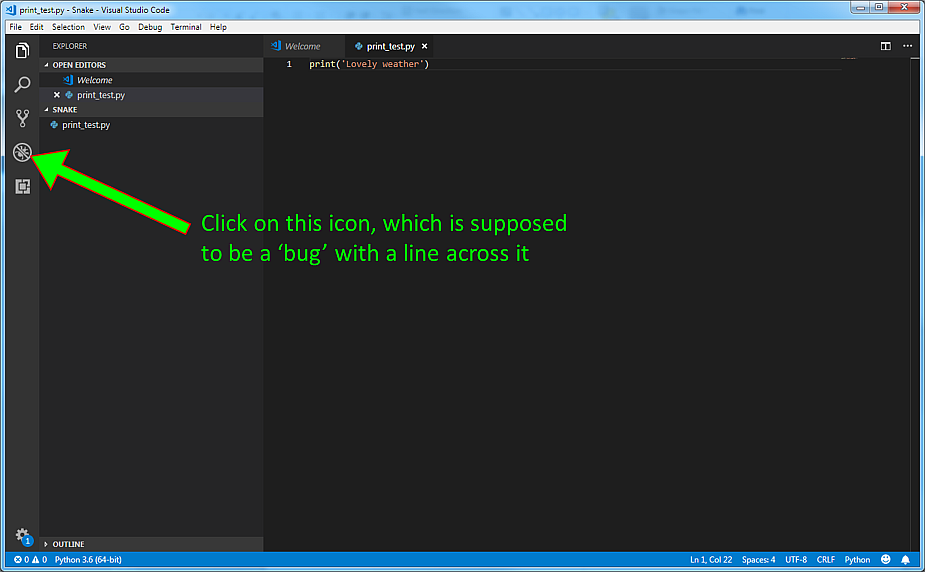 print_test.py - Snake - Visual Studio Code
File Edit Selection View Go Debug Terminal Help
EXPLORER
OPEN EDITORS
Welcome
print_test.py
SNAKE
print_test.py
Welcome print_test.py
1 print('Lovely weather')
Click on this icon, which is supposed
to be a ‘bug’ with a line across it
1
OUTLINE
0 0 Python 3.6 (64-bit) Ln 1, Col 22 Spaces: 4 UTF-8 CRLF Python